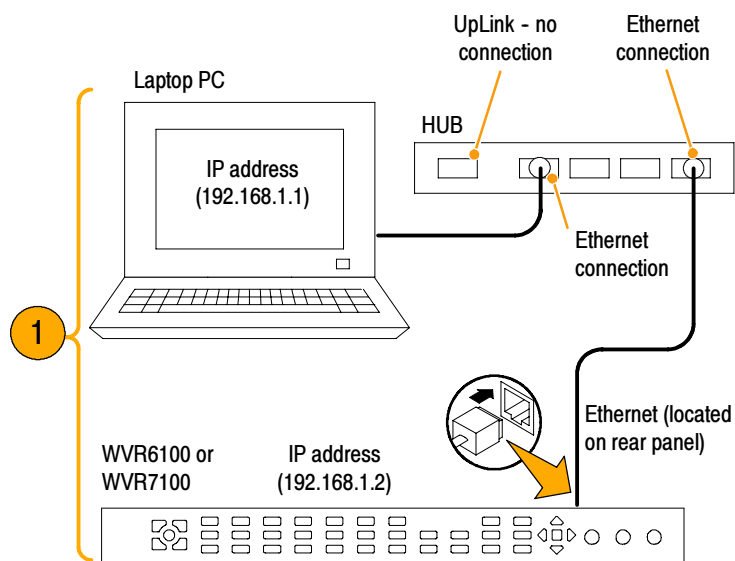 UpLink - no
connection
Ethernet
connection
Laptop PC
HUB
IP address
(192.168.1.1)
Ethernet
connection
1
Ethernet (located
on rear panel)
WVR6100 or
WVR7100
IP address
(192.168.1.2)